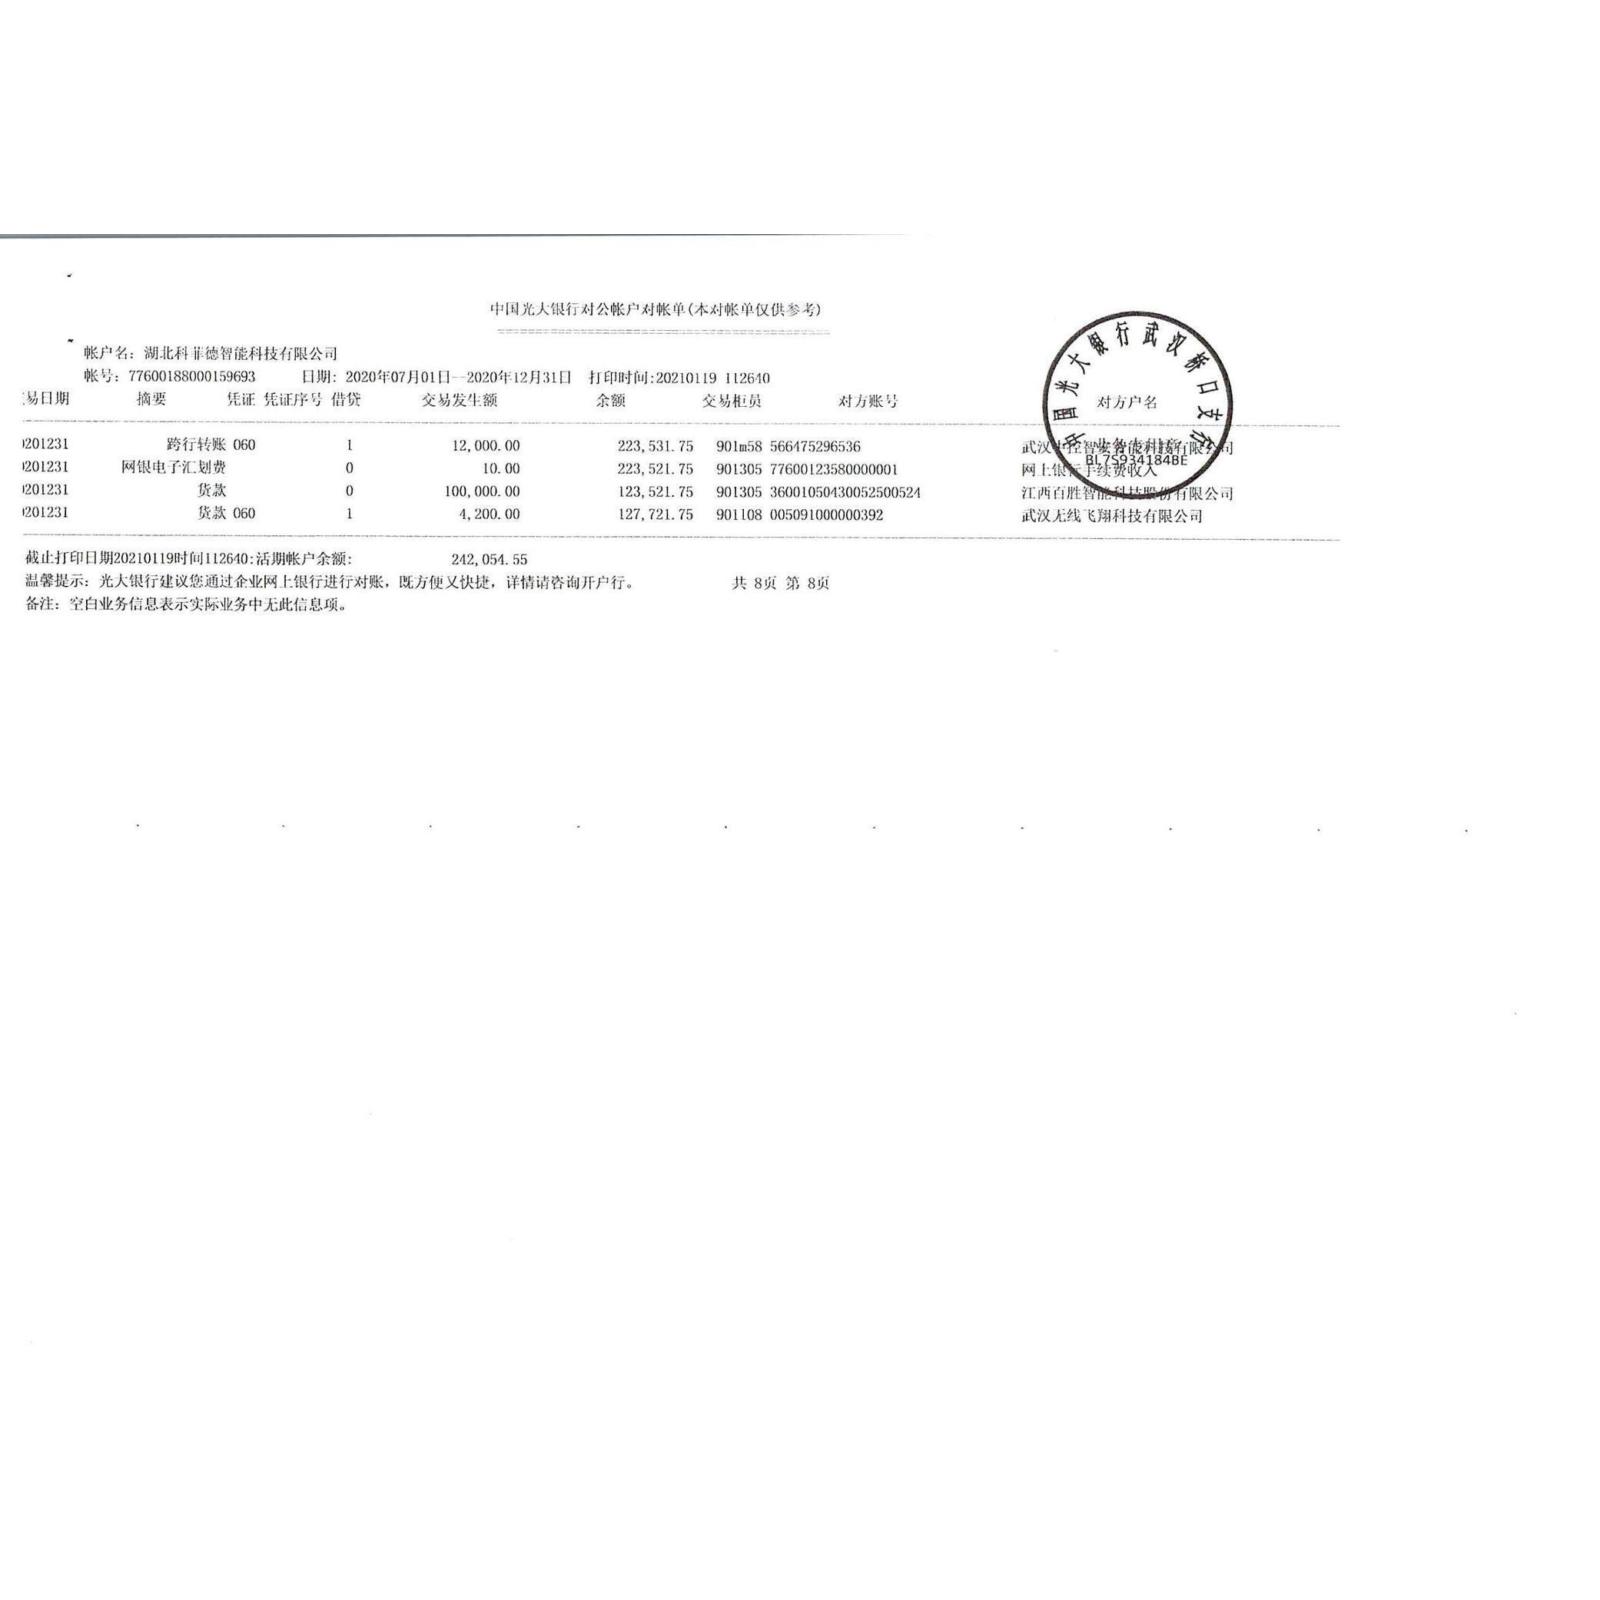 中国光大银行对公帐户对帐单(本对帐单仅供参考)
帐户名：湖北科菲德智能科技有限公司
帐号：77600188000159693 日期：2020年07月01日--2020年12月31日 打印时间:20210119 112640
易日期 摘要 凭证 凭证序号 借贷 交易发生额 余额 交易柜员 对方账号 对方户名
0201231 跨行转账 060 1 12,000.00 223,531.75 901m58 566475296536 武汉 智 能科技有限公司
0201231 网银电子汇划费 0 10.00 223,521.75 901305 77600123580000001 网上银行手续费收入
0201231 货款 0 100,000.00 123,521.75 901305 36001050430052500524 江西百胜智能科技股份有限公司
0201231 货款 060 1 4,200.00 127,721.75 901108 005091000000392 武汉无线飞翔科技有限公司
截止打印日期20210119时间112640:活期帐户余额: 242,054.55
温馨提示：光大银行建议您通过企业网上银行进行对账，既方便又快捷，详情请咨询开户行。 共 8页 第 8页
备注：空白业务信息表示实际业务中无此信息项。
中国光大银行武汉桥口支行
BL7S934184BE